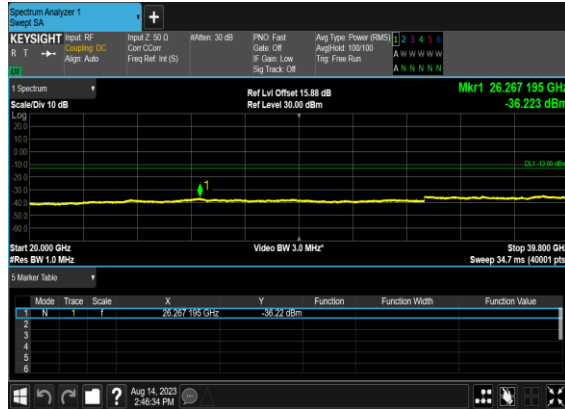 Spectrum Analyzer 1
Swept SA
+
KEYSIGHT Input: RF Input Z: 50 Ω #Atten: 30 dB PNO: Fast Avg Type: Power (RMS) 1 2 3 4 5 6
R T Coupling: DC Corr CCorr Gate: Off Avg|Hold: 100/100 A W W W W W
Align: Auto Freq Ref: Int (S) IF Gain: Low Trig: Free Run
Sig Track: Off A N N N N N
1 Spectrum Ref Lvl Offset 15.88 dB Mkr1 26.267 195 GHz
Scale/Div 10 dB Ref Level 30.00 dBm -36.223 dBm
Log
20.0
10.0
0.00
-10.0
DL1 -13.00 dBm
-20.0
1
-30.0
-40.0
-50.0
-60.0
Start 20.000 GHz Video BW 3.0 MHz* Stop 39.800 GHz
#Res BW 1.0 MHz Sweep 34.7 ms (40001 pts)
5 Marker Table
Mode Trace Scale X Y Function Function Width Function Value
1 N 1 f 26.267 195 GHz -36.22 dBm
2
3
4
5
6
? Aug 14, 2023
2:46:34 PM